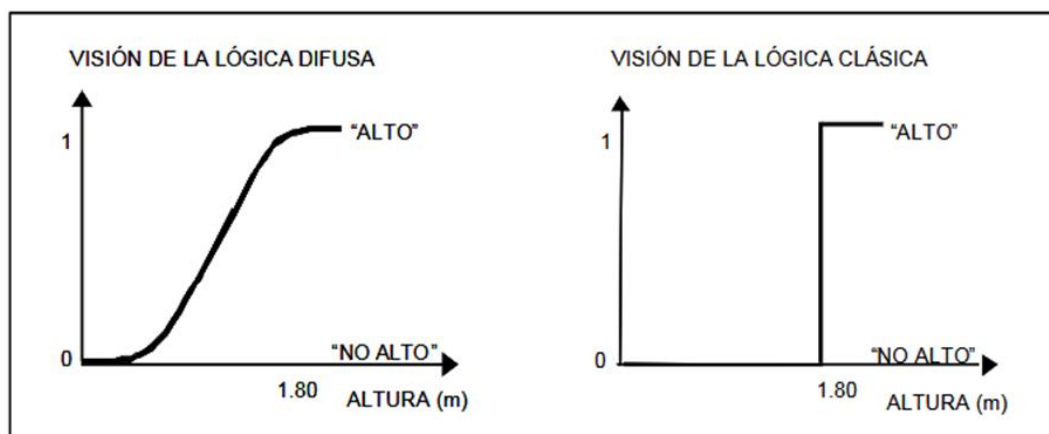 VISIÓN DE LA LÓGICA DIFUSA
1
"ALTO"
0
"NO ALTO"
1.80
ALTURA (m)
VISIÓN DE LA LÓGICA CLÁSICA
1
"ALTO"
0
"NO ALTO"
1.80
ALTURA (m)